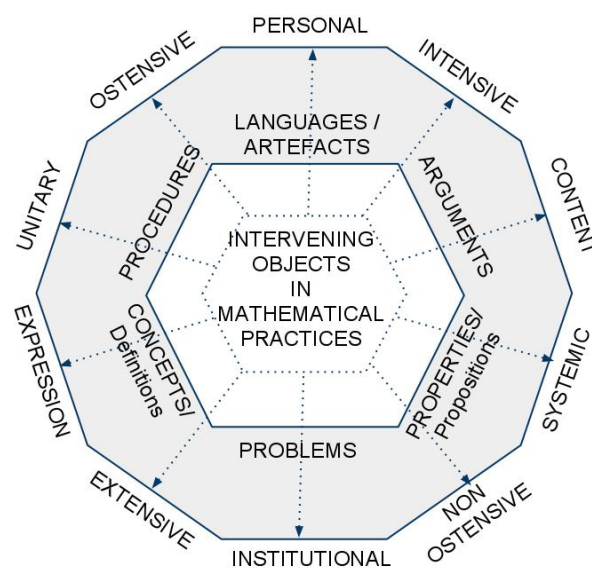 PERSONAL
OSTENSIVE
INTENSIVE
LANGUAGES /
ARTEFACTS
UNITARY
PROCEDURES
ARGUMENTS
CONTENT
INTERVENING
OBJECTS
IN
MATHEMATICAL
PRACTICES
EXPRESSION
CONCEPTS/
Definitions
PROPERTIES/
Propositions
SYSTEMIC
PROBLEMS
EXTENSIVE
NON
OSTENSIVE
INSTITUTIONAL